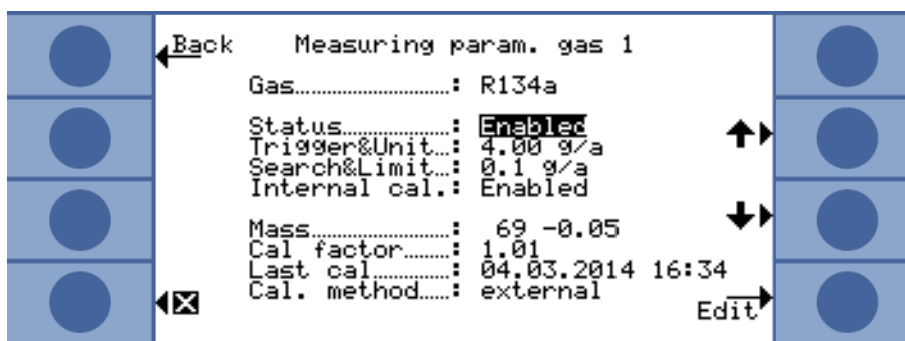 Back Measuring param. gas 1
Gas..........................: R134a
Status...................: Enabled
Trigger&Unit...: 4.00 g/a
Search&Limit...: 0.1 g/a
Internal cal.: Enabled
Mass.......................: 69 -0.05
Cal factor........: 1.01
Last cal..............: 04.03.2014 16:34
Cal. method......: external
Edit